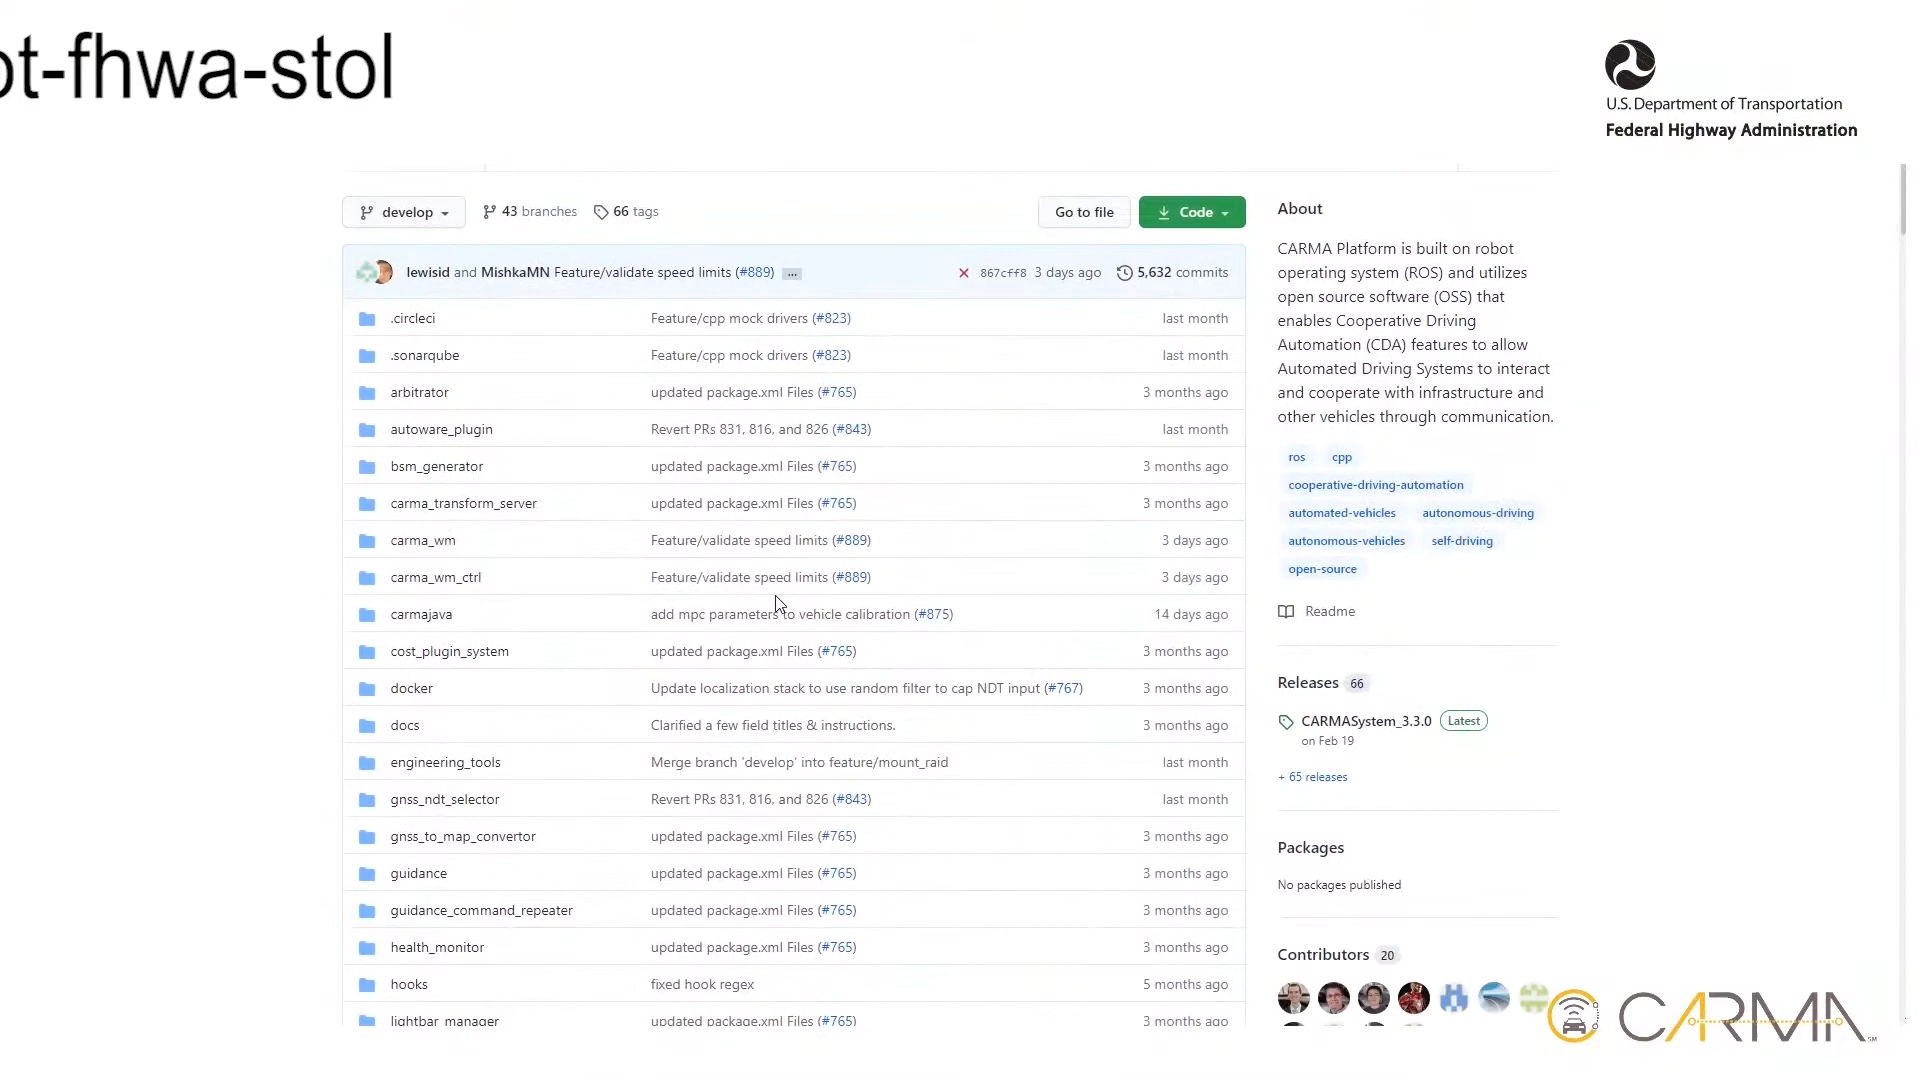 ot-fhwa-stol
U.S. Department of Transportation
Federal Highway Administration
develop
43 branches
66 tags
Go to file
Code
lewisid and MishkaMN Feature/validate speed limits (#889) ...
867cff8 3 days ago
5,632 commits
.circleci Feature/cpp mock drivers (#823) last month
.sonarqube Feature/cpp mock drivers (#823) last month
arbitrator updated package.xml Files (#765) 3 months ago
autoware_plugin Revert PRs 831, 816, and 826 (#843) last month
bsm_generator updated package.xml Files (#765) 3 months ago
carma_transform_server updated package.xml Files (#765) 3 months ago
carma_wm Feature/validate speed limits (#889) 3 days ago
carma_wm_ctrl Feature/validate speed limits (#889) 3 days ago
carmajava add mpc parameters to vehicle calibration (#875) 14 days ago
cost_plugin_system updated package.xml Files (#765) 3 months ago
docker Update localization stack to use random filter to cap NDT input (#767) 3 months ago
docs Clarified a few field titles & instructions. 3 months ago
engineering_tools Merge branch 'develop' into feature/mount_raid last month
gnss_ndt_selector Revert PRs 831, 816, and 826 (#843) last month
gnss_to_map_convertor updated package.xml Files (#765) 3 months ago
guidance updated package.xml Files (#765) 3 months ago
guidance_command_repeater updated package.xml Files (#765) 3 months ago
health_monitor updated package.xml Files (#765) 3 months ago
hooks fixed hook regex 5 months ago
lightbar_manager updated package.xml Files (#765) 3 months ago
About
CARMA Platform is built on robot
operating system (ROS) and utilizes
open source software (OSS) that
enables Cooperative Driving
Automation (CDA) features to allow
Automated Driving Systems to interact
and cooperate with infrastructure and
other vehicles through communication.
ros cpp
cooperative-driving-automation
automated-vehicles autonomous-driving
autonomous-vehicles self-driving
open-source
Readme
Releases 66
CARMASystem_3.3.0 Latest
on Feb 19
+ 65 releases
Packages
No packages published
Contributors 20
CARMA SM